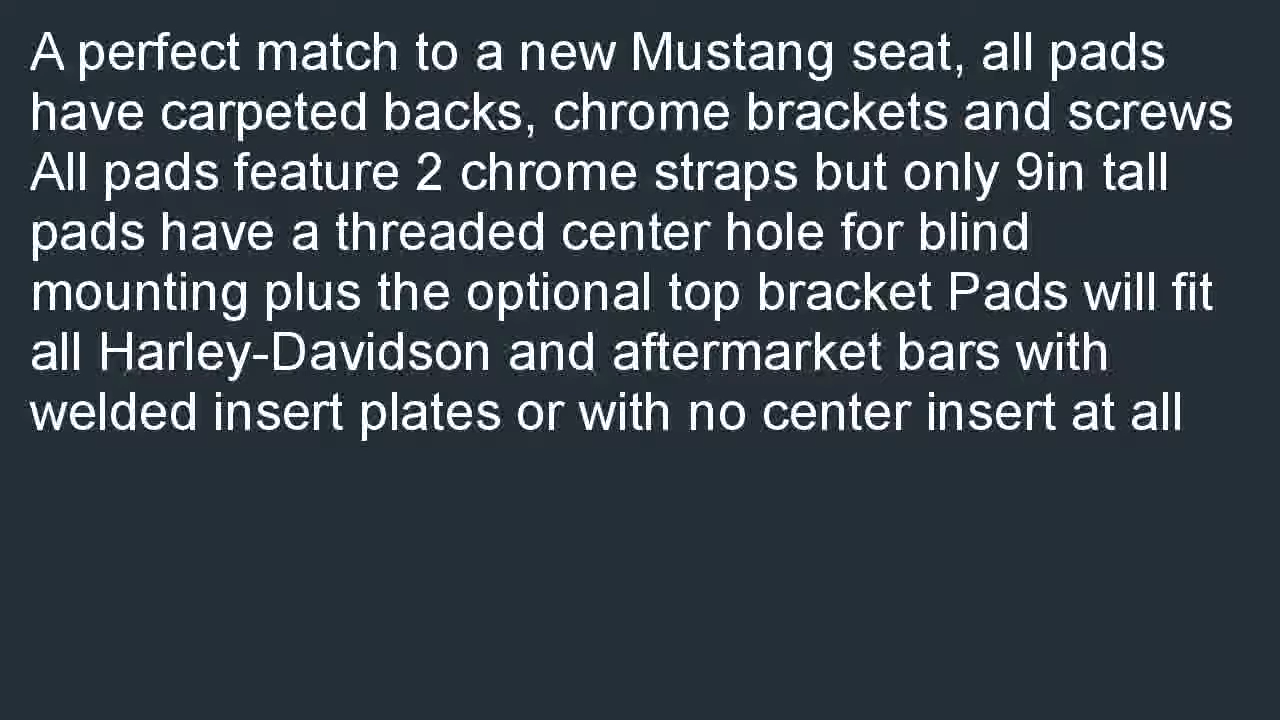 A perfect match to a new Mustang seat, all pads
have carpeted backs, chrome brackets and screws
All pads feature 2 chrome straps but only 9in tall
pads have a threaded center hole for blind
mounting plus the optional top bracket Pads will fit
all Harley-Davidson and aftermarket bars with
welded insert plates or with no center insert at all